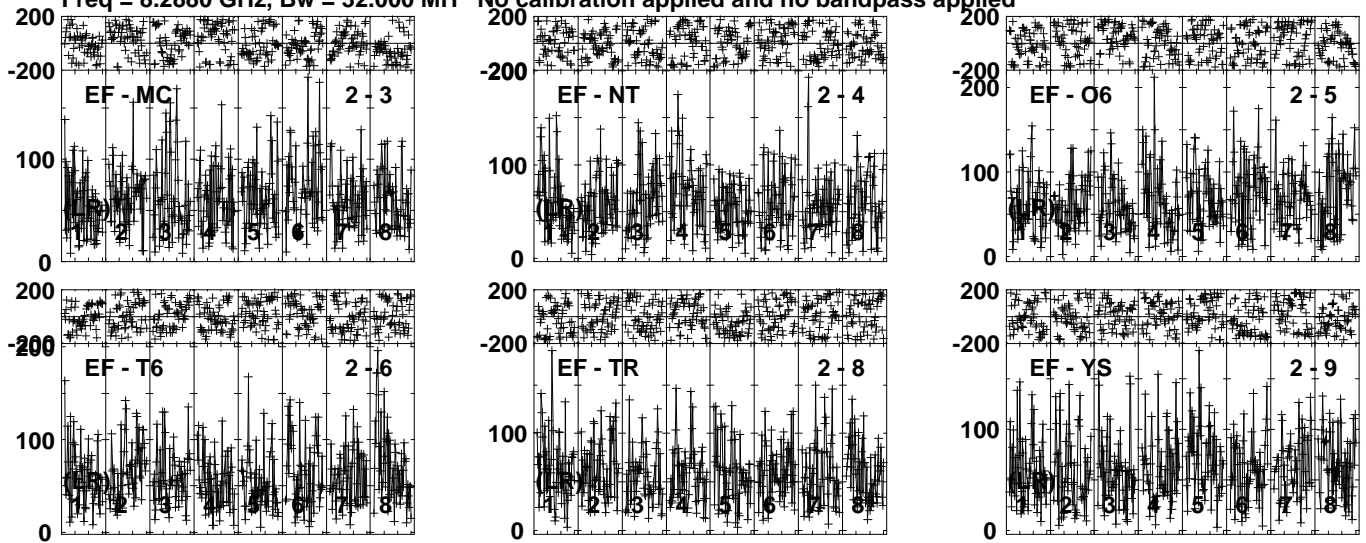 Freq = 8.2880 GHz, Bw = 32.000 MH No calibration applied and no bandpass applied
200 200 200
-200 -200 -200
200 200 200
EF - MC 2 - 3 EF - NT 2 - 4 EF - O6 2 - 5
100 100 100
(LR) (LR) (LR)
1 2 3 4 5 6 7 8 1 2 3 4 5 6 7 8 1 2 3 4 5 6 7 8
0 0 0
200 200 200
-200 -200 -200
200
EF - T6 2 - 6 EF - TR 2 - 8 EF - YS 2 - 9
100 100 100
(LR) (LR) (LR)
1 2 3 4 5 6 7 8 1 2 3 4 5 6 7 8 1 2 3 4 5 6 7 8
0 0 0